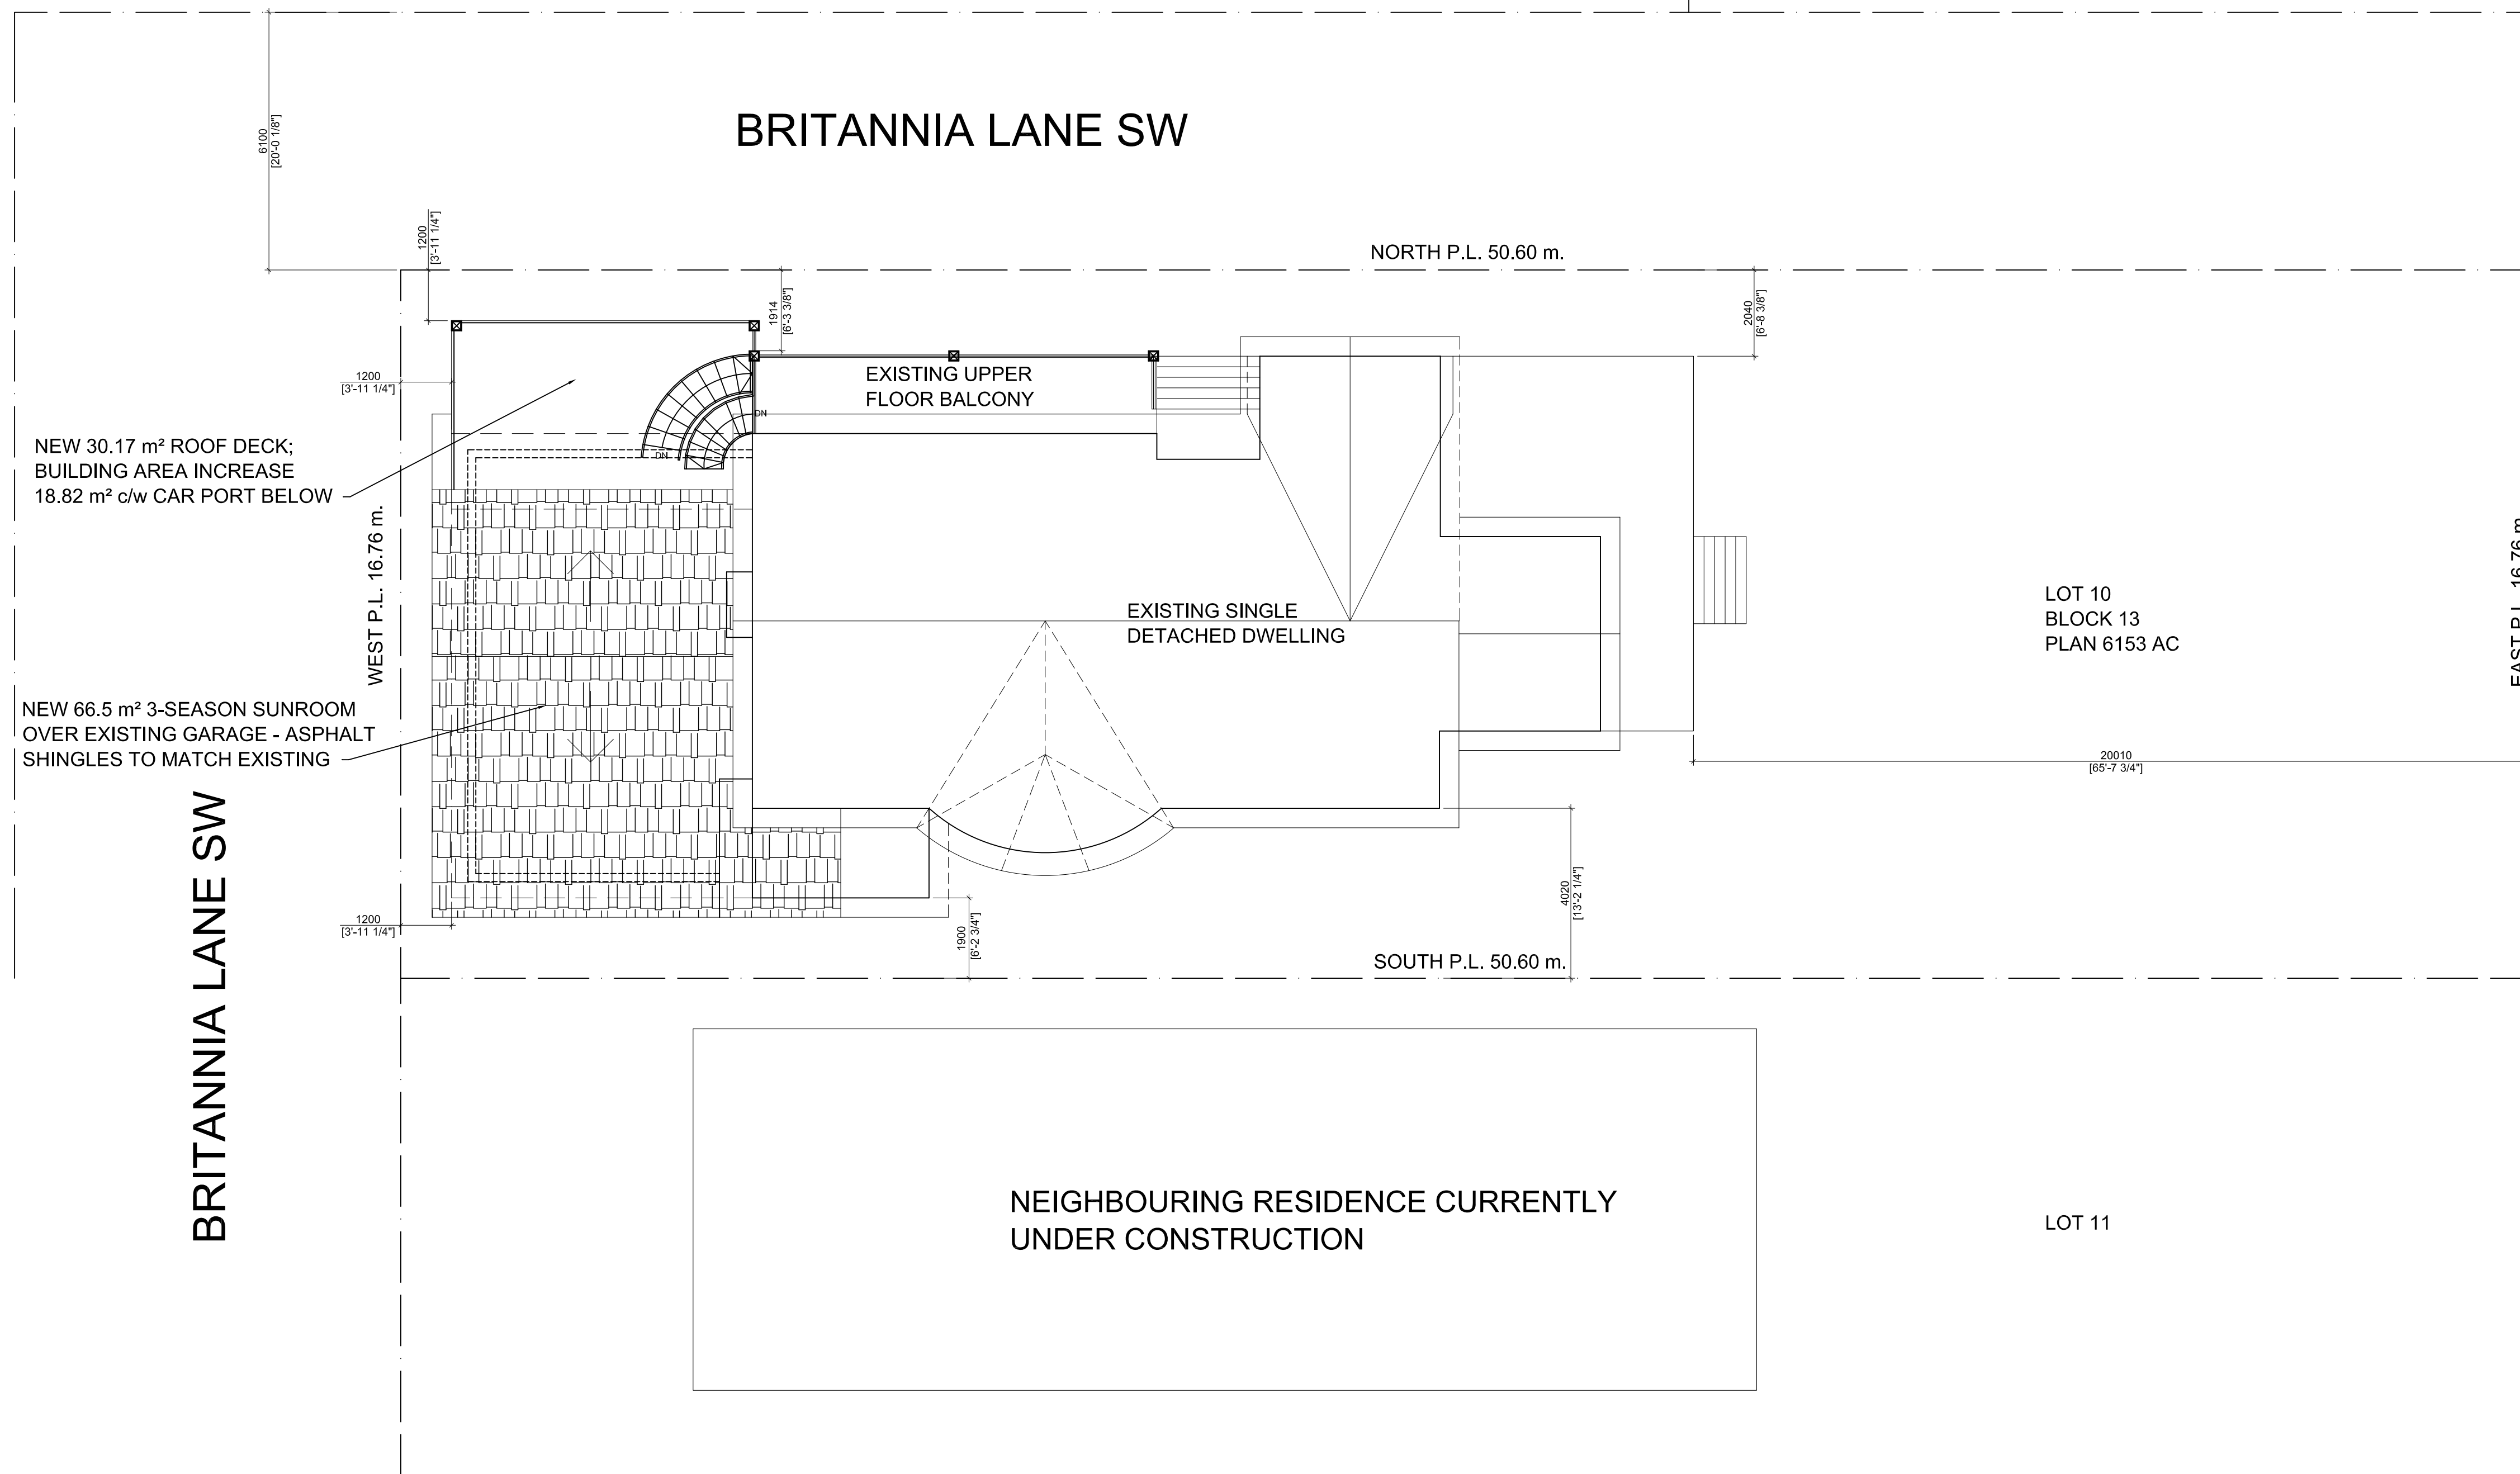 BRITANNIA LANE SW
6100
[20'-0 1/8"]
1200
[3'-11 1/4"]
NORTH P.L. 50.60 m.
1914
[6'-3 3/8"]
2040
[6'-8 3/8"]
1200
[3'-11 1/4"]
EXISTING UPPER
FLOOR BALCONY
DN
DN
NEW 30.17 m² ROOF DECK;
BUILDING AREA INCREASE
18.82 m² c/w CAR PORT BELOW
WEST P.L. 16.76 m.
EXISTING SINGLE
DETACHED DWELLING
LOT 10
BLOCK 13
PLAN 6153 AC
EAST P.L. 16.76 m.
NEW 66.5 m² 3-SEASON SUNROOM
OVER EXISTING GARAGE - ASPHALT
SHINGLES TO MATCH EXISTING
20010
[65'-7 3/4"]
BRITANNIA LANE SW
1200
[3'-11 1/4"]
1900
[6'-2 3/4"]
4020
[13'-2 1/4"]
SOUTH P.L. 50.60 m.
NEIGHBOURING RESIDENCE CURRENTLY
UNDER CONSTRUCTION
LOT 11